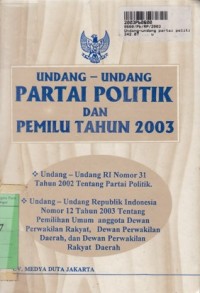 UNDANG – UNDANG
PARTAI POLITIK
DAN
PEMILU TAHUN 2003
Undang – Undang RI Nomor 31
Tahun 2002 Tentang Partai Politik.
Undang – Undang Republik Indonesia
Nomor 12 Tahun 2003 Tentang
Pemilihan Umum anggota Dewan
Perwakilan Rakyat, Dewan Perwakilan
Daerah, dan Dewan Perwakilan
Rakyat Daerah
MEDYA DUTA JAKARTA